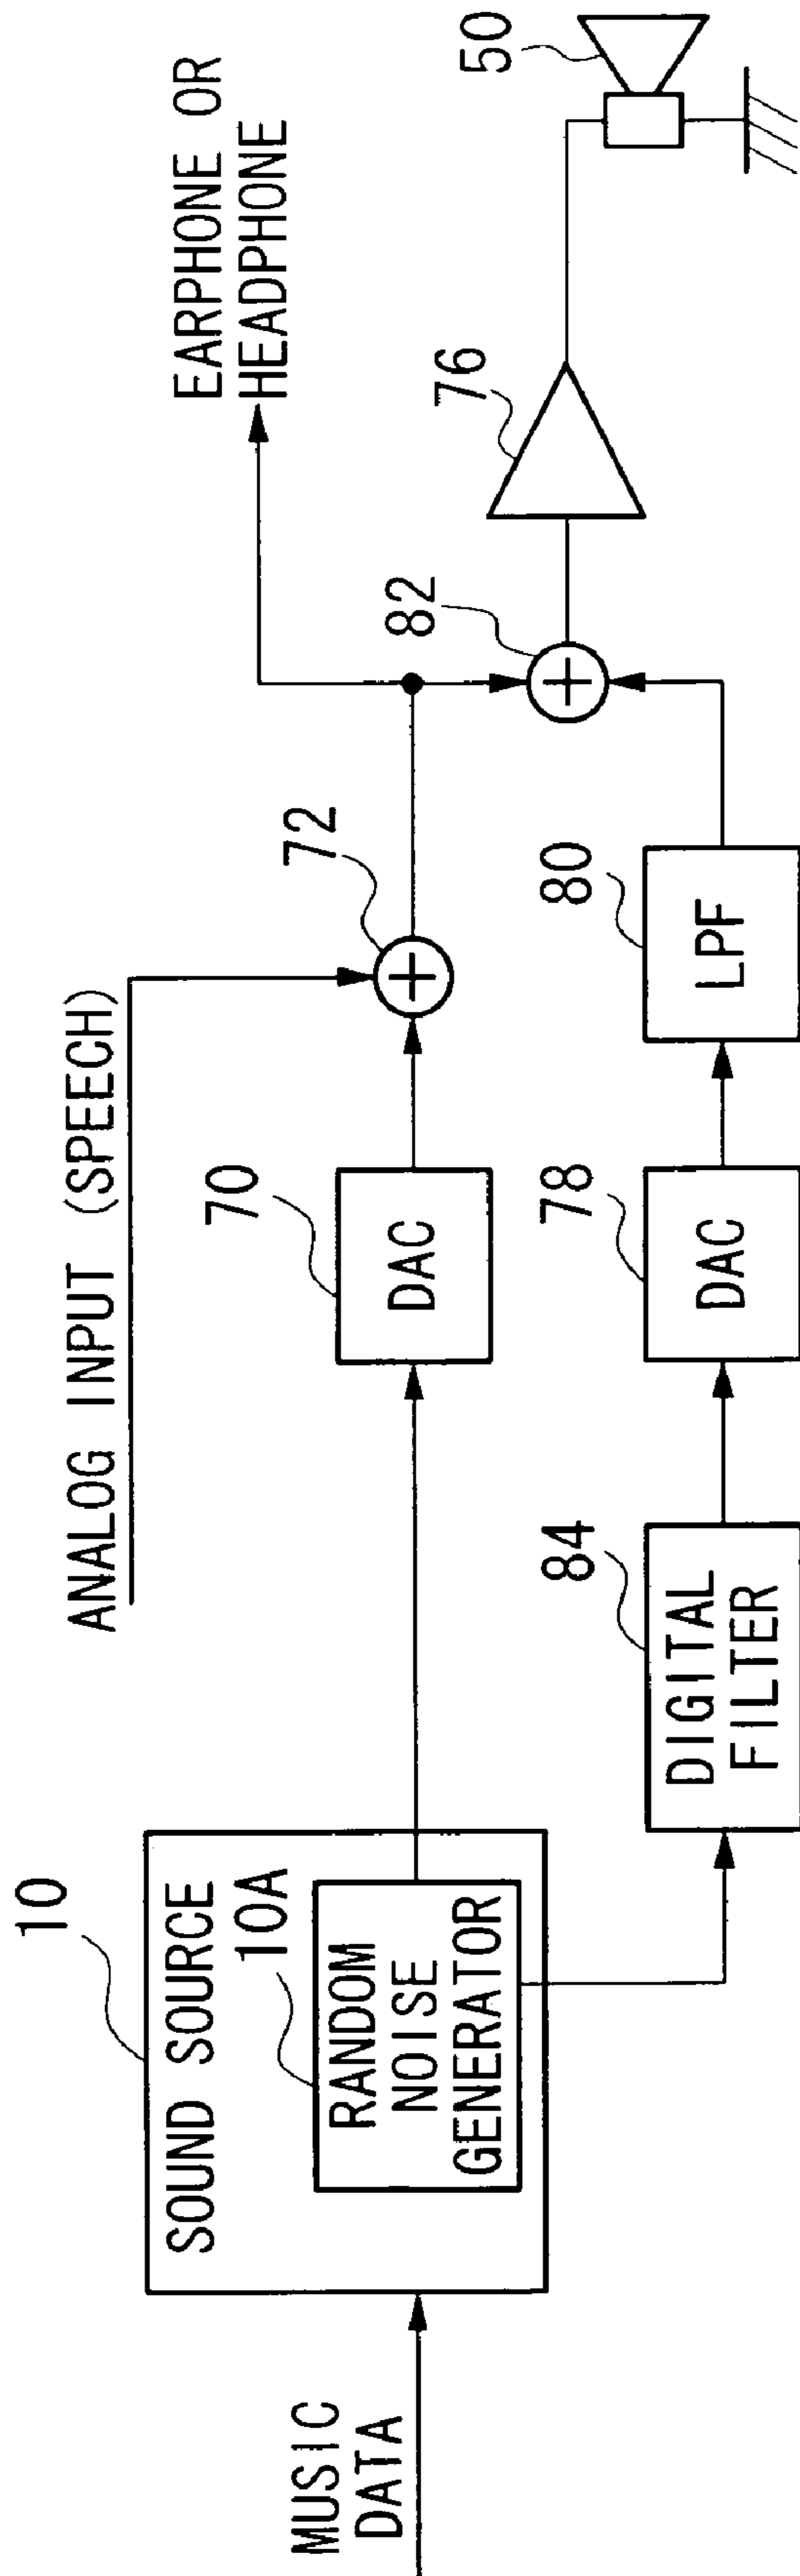 MUSIC
DATA
10
SOUND SOURCE
10A
RANDOM
NOISE
GENERATOR
ANALOG INPUT (SPEECH)
70
DAC
72
EARPHONE OR
HEADPHONE
84
DIGITAL
FILTER
78
DAC
80
LPF
82
76
50